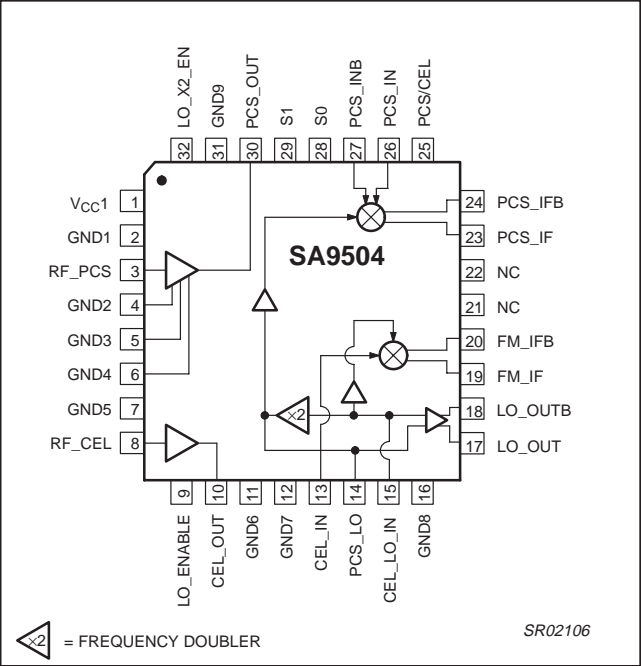 LO_X2_EN
GND9
PCS_OUT
S1
S0
PCS_INB
PCS_IN
PCS/CEL
32
31
30
29
28
27
26
25
VCC1 1
GND1 2
RF_PCS 3
GND2 4
GND3 5
GND4 6
GND5 7
RF_CEL 8
SA9504
×2
24 PCS_IFB
23 PCS_IF
22 NC
21 NC
20 FM_IFB
19 FM_IF
18 LO_OUTB
17 LO_OUT
9
10
11
12
13
14
15
16
LO_ENABLE
CEL_OUT
GND6
GND7
CEL_IN
PCS_LO
CEL_LO_IN
GND8
×2 = FREQUENCY DOUBLER
SR02106